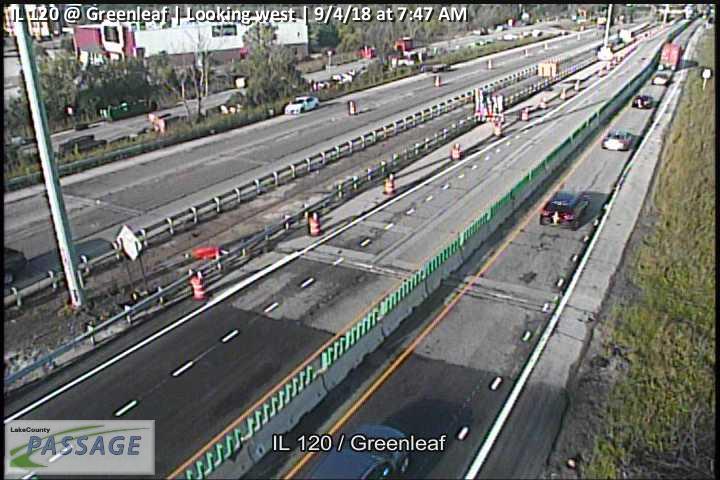 IL 120 @ Greenleaf | Looking west | 9/4/18 at 7:47 AM
LakeCounty
PASSAGE
IL 120 / Greenleaf